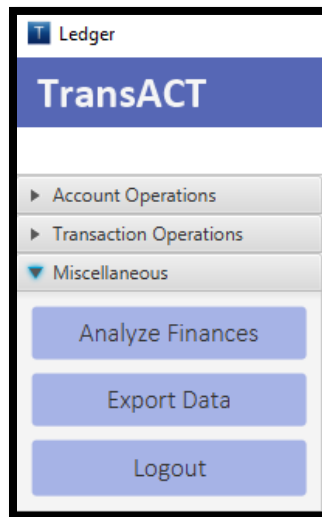 T Ledger
TransACT
Account Operations
Transaction Operations
Miscellaneous
Analyze Finances
Export Data
Logout